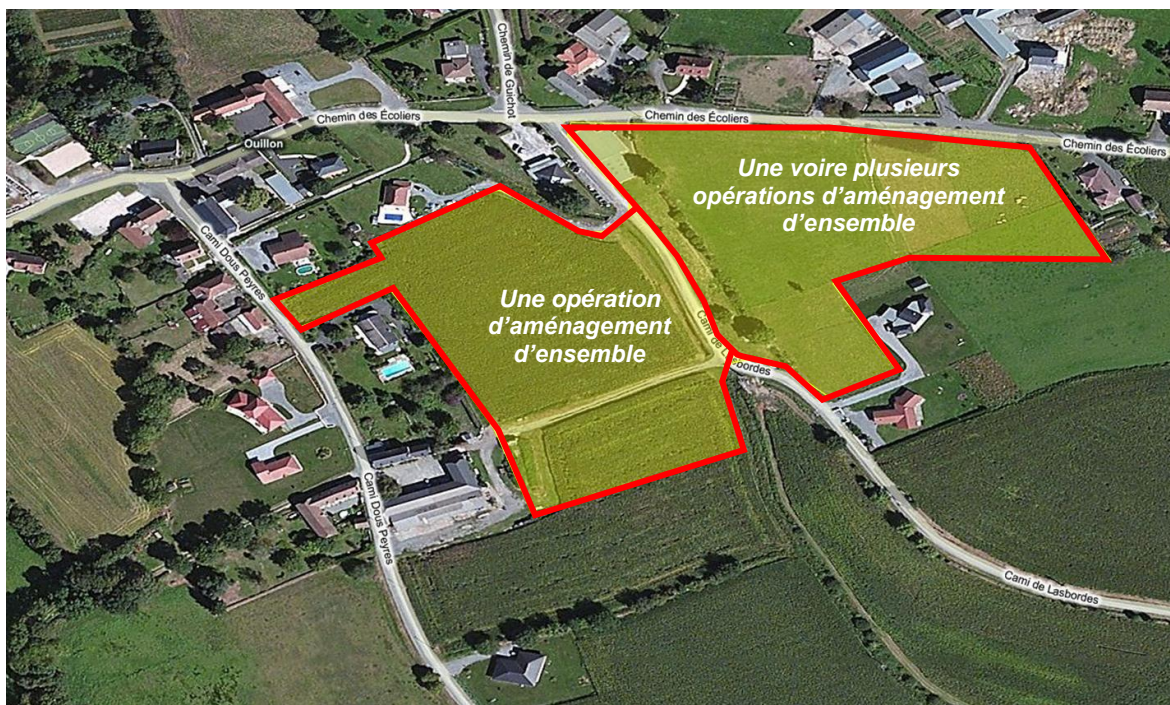 Chemin de Guichot
Chemin des Écoliers
Chemin des Écoliers
Chemin des Écoliers
Ouillon
Une voire plusieurs
opérations d'aménagement
d'ensemble
Cami Dous Peyres
Une opération
d'aménagement
d'ensemble
Cami de Lasbordes
Cami Dous Peyres
Cami de Lasbordes